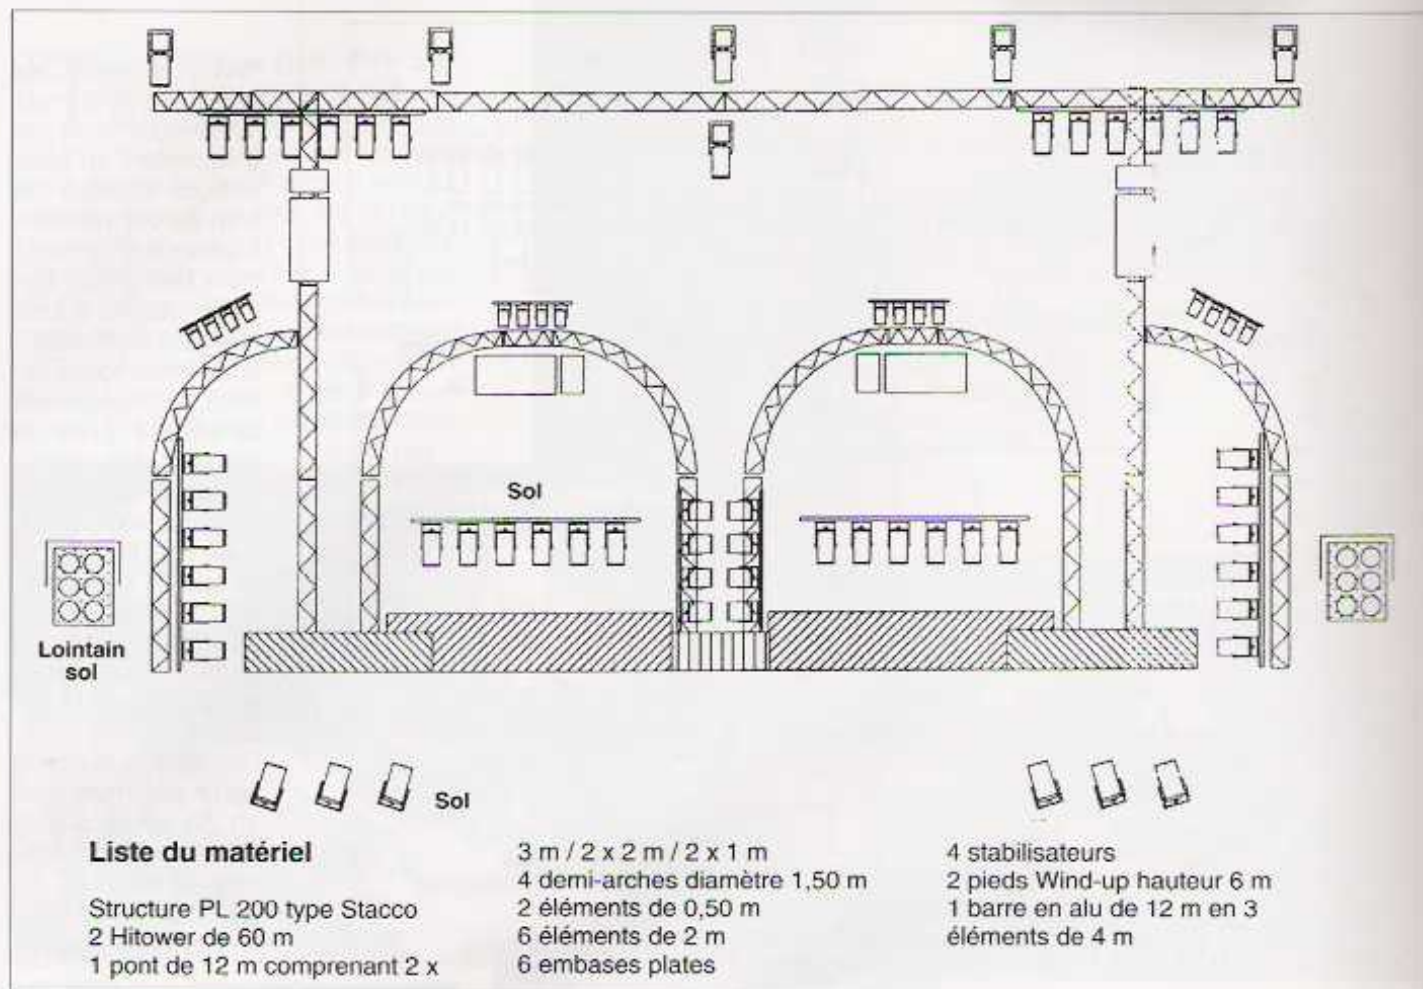 Sol
Lointain
sol
Sol
Liste du matériel
Structure PL 200 type Stacco
2 Hitower de 60 m
1 pont de 12 m comprenant 2 x
3 m / 2 x 2 m / 2 x 1 m
4 demi-arches diamètre 1,50 m
2 éléments de 0,50 m
6 éléments de 2 m
6 embases plates
4 stabilisateurs
2 pieds Wind-up hauteur 6 m
1 barre en alu de 12 m en 3
éléments de 4 m